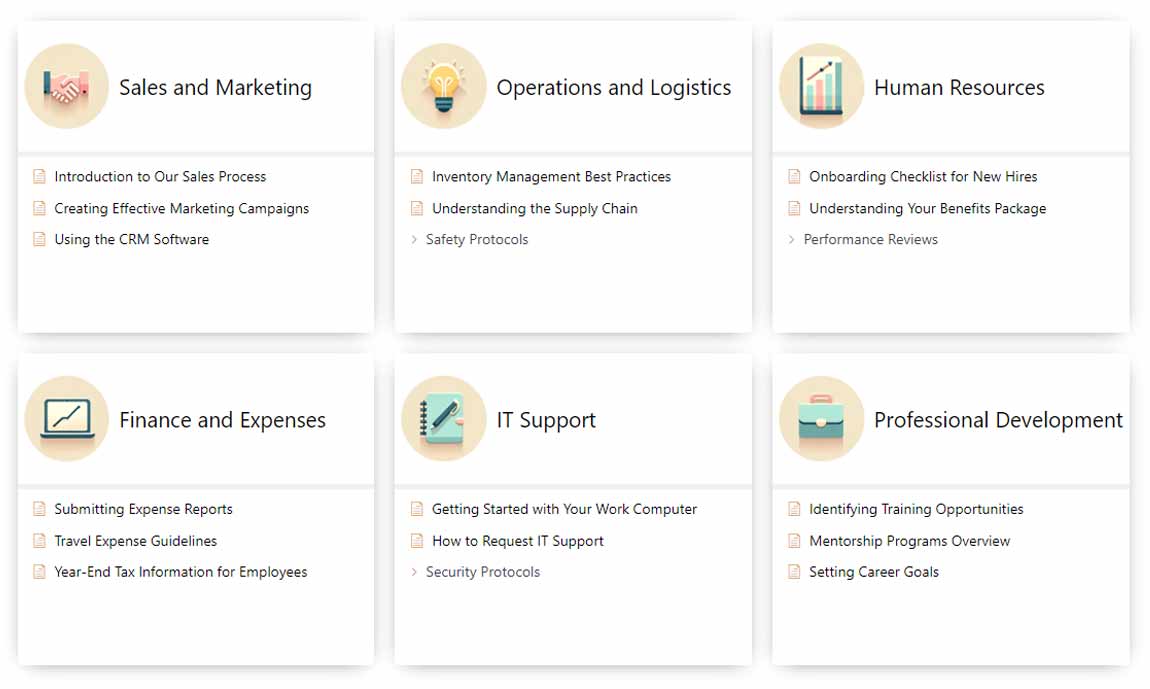 Sales and Marketing
Introduction to Our Sales Process
Creating Effective Marketing Campaigns
Using the CRM Software
Operations and Logistics
Inventory Management Best Practices
Understanding the Supply Chain
Safety Protocols
Human Resources
Onboarding Checklist for New Hires
Understanding Your Benefits Package
Performance Reviews
Finance and Expenses
Submitting Expense Reports
Travel Expense Guidelines
Year-End Tax Information for Employees
IT Support
Getting Started with Your Work Computer
How to Request IT Support
Security Protocols
Professional Development
Identifying Training Opportunities
Mentorship Programs Overview
Setting Career Goals